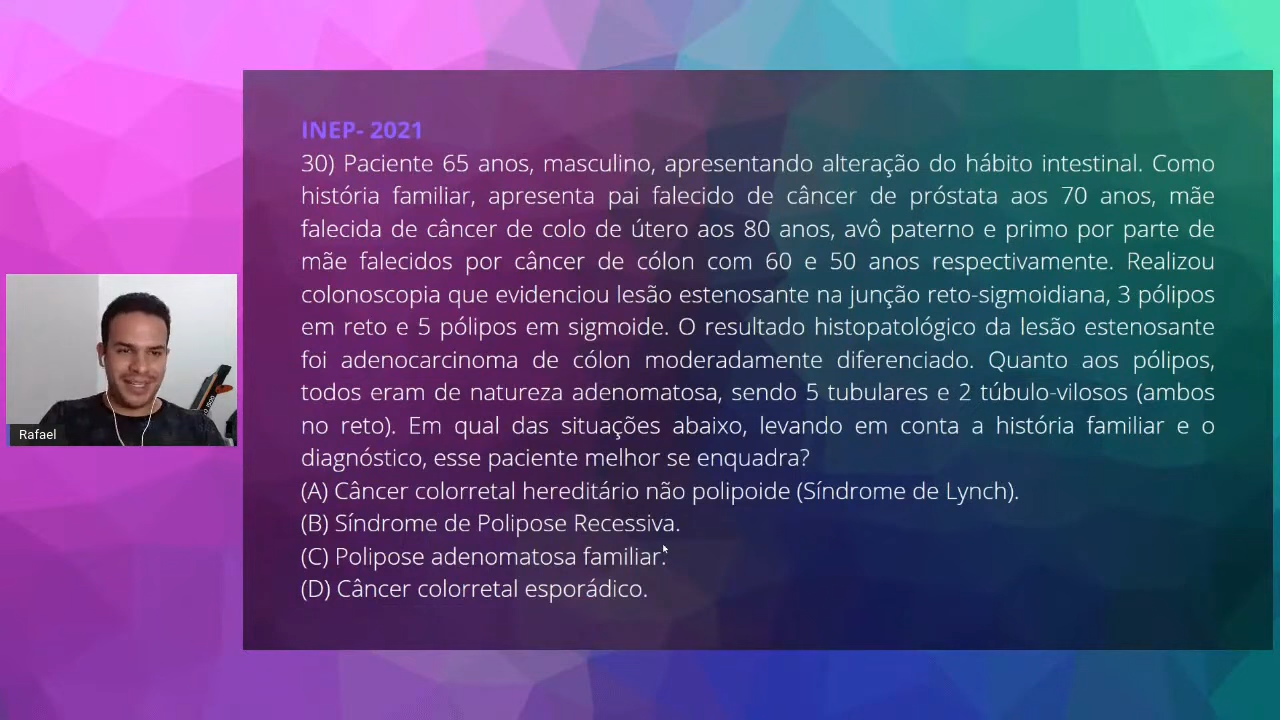 INEP- 2021
30) Paciente 65 anos, masculino, apresentando alteração do hábito intestinal. Como
história familiar, apresenta pai falecido de câncer de próstata aos 70 anos, mãe
falecida de câncer de colo de útero aos 80 anos, avô paterno e primo por parte de
mãe falecidos por câncer de cólon com 60 e 50 anos respectivamente. Realizou
colonoscopia que evidenciou lesão estenosante na junção reto-sigmoidiana, 3 pólipos
em reto e 5 pólipos em sigmoide. O resultado histopatológico da lesão estenosante
foi adenocarcinoma de cólon moderadamente diferenciado. Quanto aos pólipos,
todos eram de natureza adenomatosa, sendo 5 tubulares e 2 túbulo-vilosos (ambos
no reto). Em qual das situações abaixo, levando em conta a história familiar e o
diagnóstico, esse paciente melhor se enquadra?
(A) Câncer colorretal hereditário não polipoide (Síndrome de Lynch).
(B) Síndrome de Polipose Recessiva.
(C) Polipose adenomatosa familiar.
(D) Câncer colorretal esporádico.
Rafael